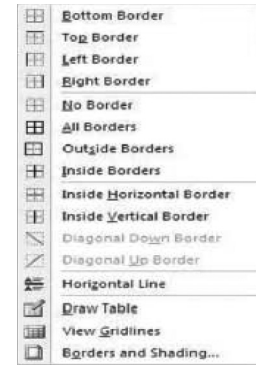 Bottom Border
Top Border
Left Border
Right Border
No Border
All Borders
Outside Borders
Inside Borders
Inside Horizontal Border
Inside Vertical Border
Diagonal Down Border
Diagonal Up Border
Horizontal Line
Draw Table
View Gridlines
Borders and Shading...